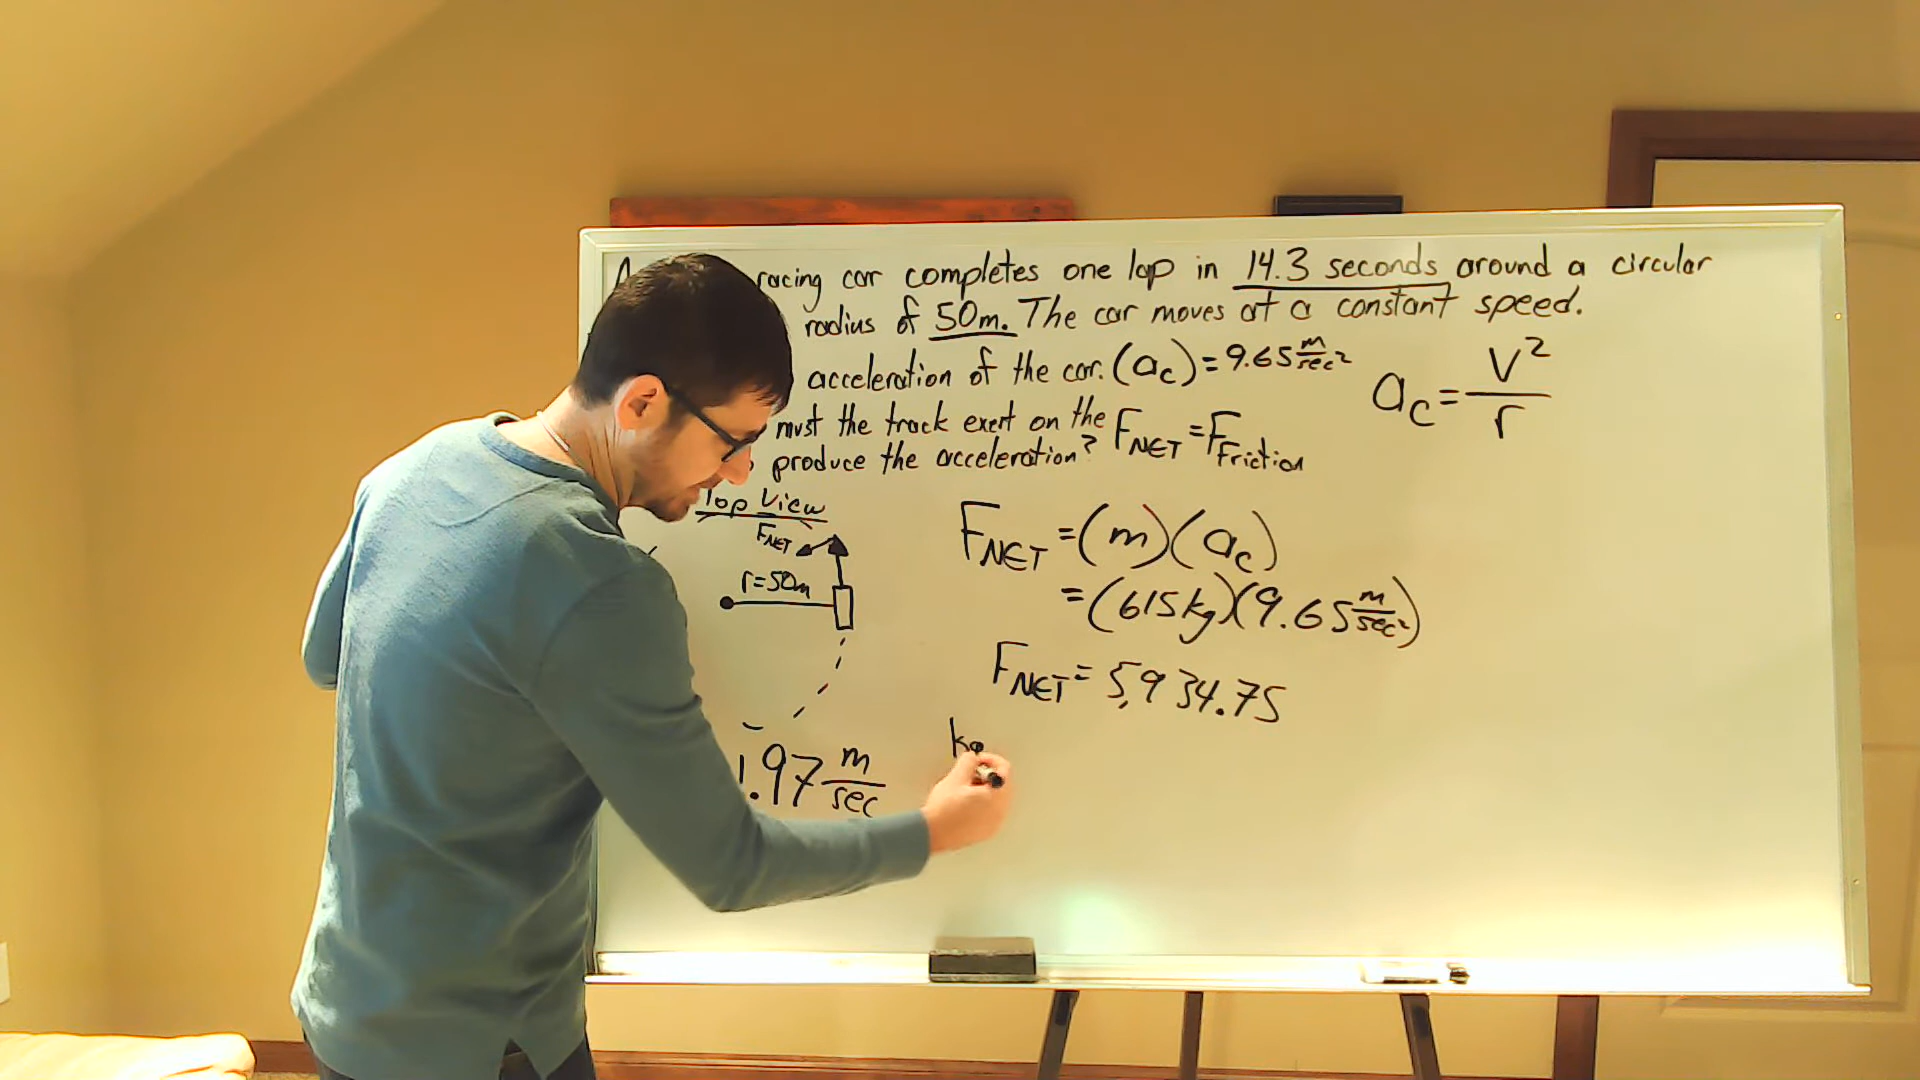 racing car completes one lap in 14.3 seconds around a circular
radius of 50m. The car moves at a constant speed.
acceleration of the car. (ac) = 9.65 m/sec²
ac = v²/r
must the track exert on the
produce the acceleration?
FNET = FFriction
Top View
FNET
r=50m
FNET = (m)(ac)
= (615kg)(9.65 m/sec²)
FNET = 5,934.75
.97 m/sec